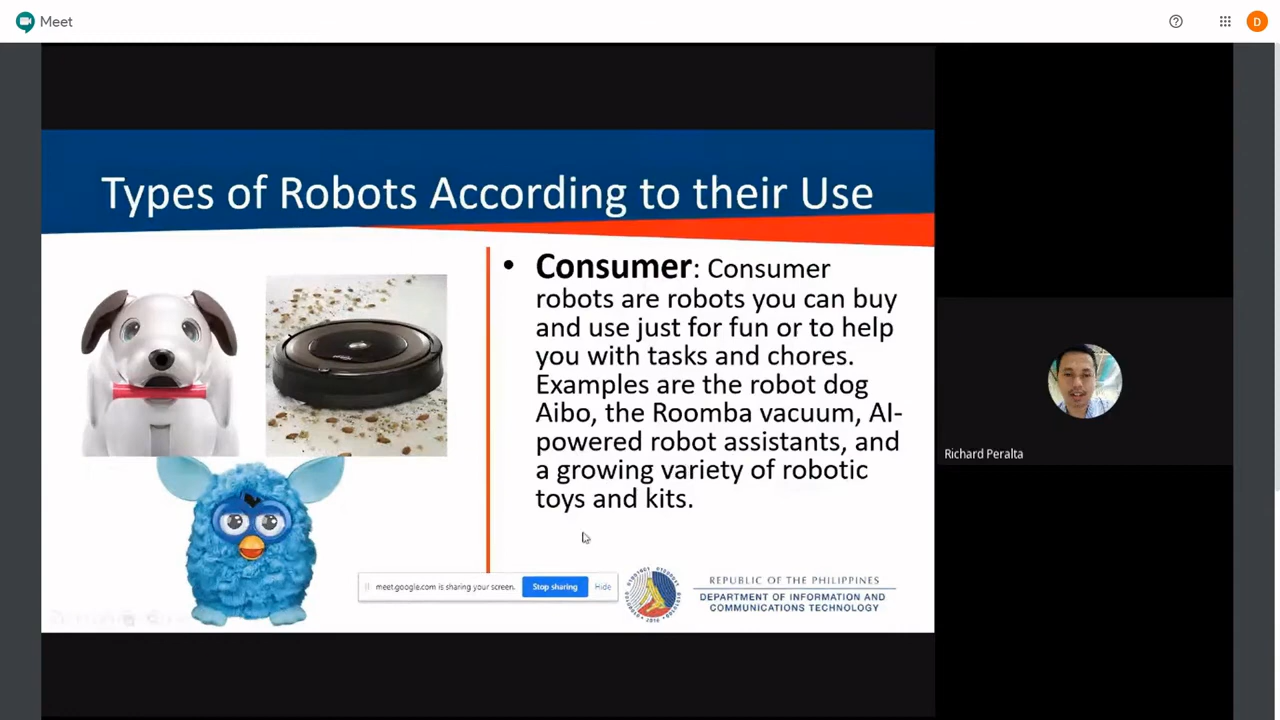 Meet
D
Types of Robots According to their Use
• Consumer: Consumer
robots are robots you can buy
and use just for fun or to help
you with tasks and chores.
Examples are the robot dog
Aibo, the Roomba vacuum, AI-
powered robot assistants, and
a growing variety of robotic
toys and kits.
Richard Peralta
meet.google.com is sharing your screen.
Stop sharing
Hide
REPUBLIC OF THE PHILIPPINES
DEPARTMENT OF INFORMATION AND
COMMUNICATIONS TECHNOLOGY